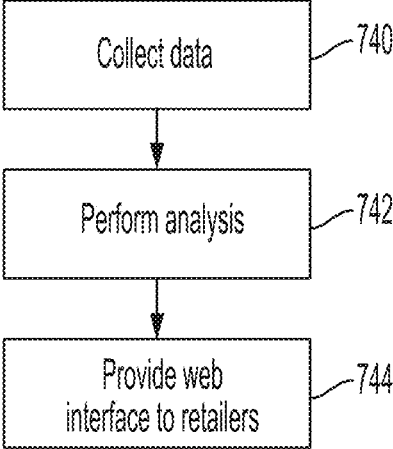 Collect data
740
Perform analysis
742
Provide web
interface to retailers
744